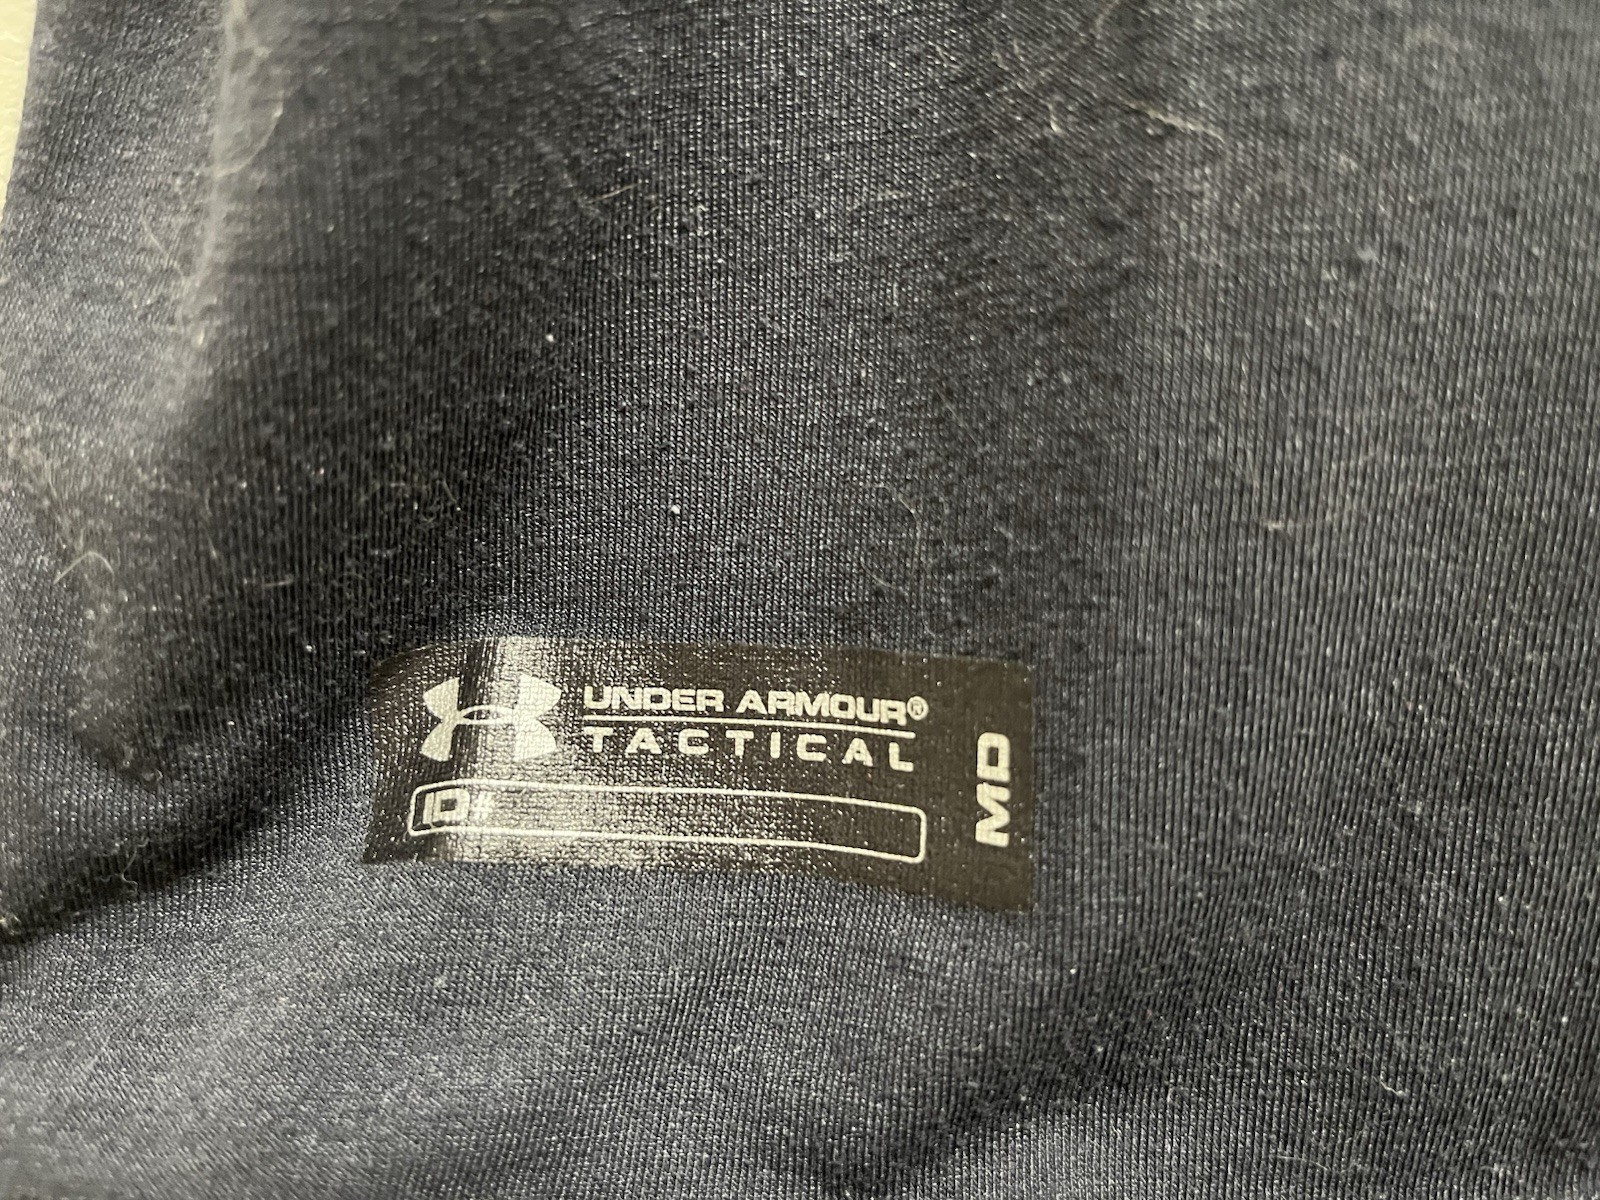 UNDER ARMOUR®
TACTICAL
ID#
MD